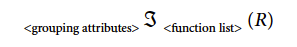 <grouping attributes> ℑ <function list> (R)